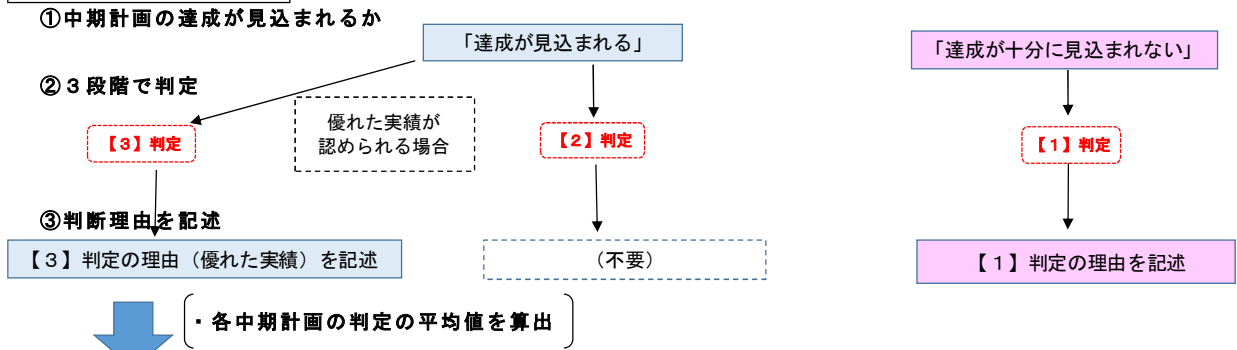 ①中期計画の達成が見込まれるか
「達成が見込まれる」
「達成が十分に見込まれない」
②３段階で判定
優れた実績が
認められる場合
【３】判定
【２】判定
【１】判定
③判断理由を記述
【３】判定の理由（優れた実績）を記述
（不要）
【１】判定の理由を記述
・各中期計画の判定の平均値を算出